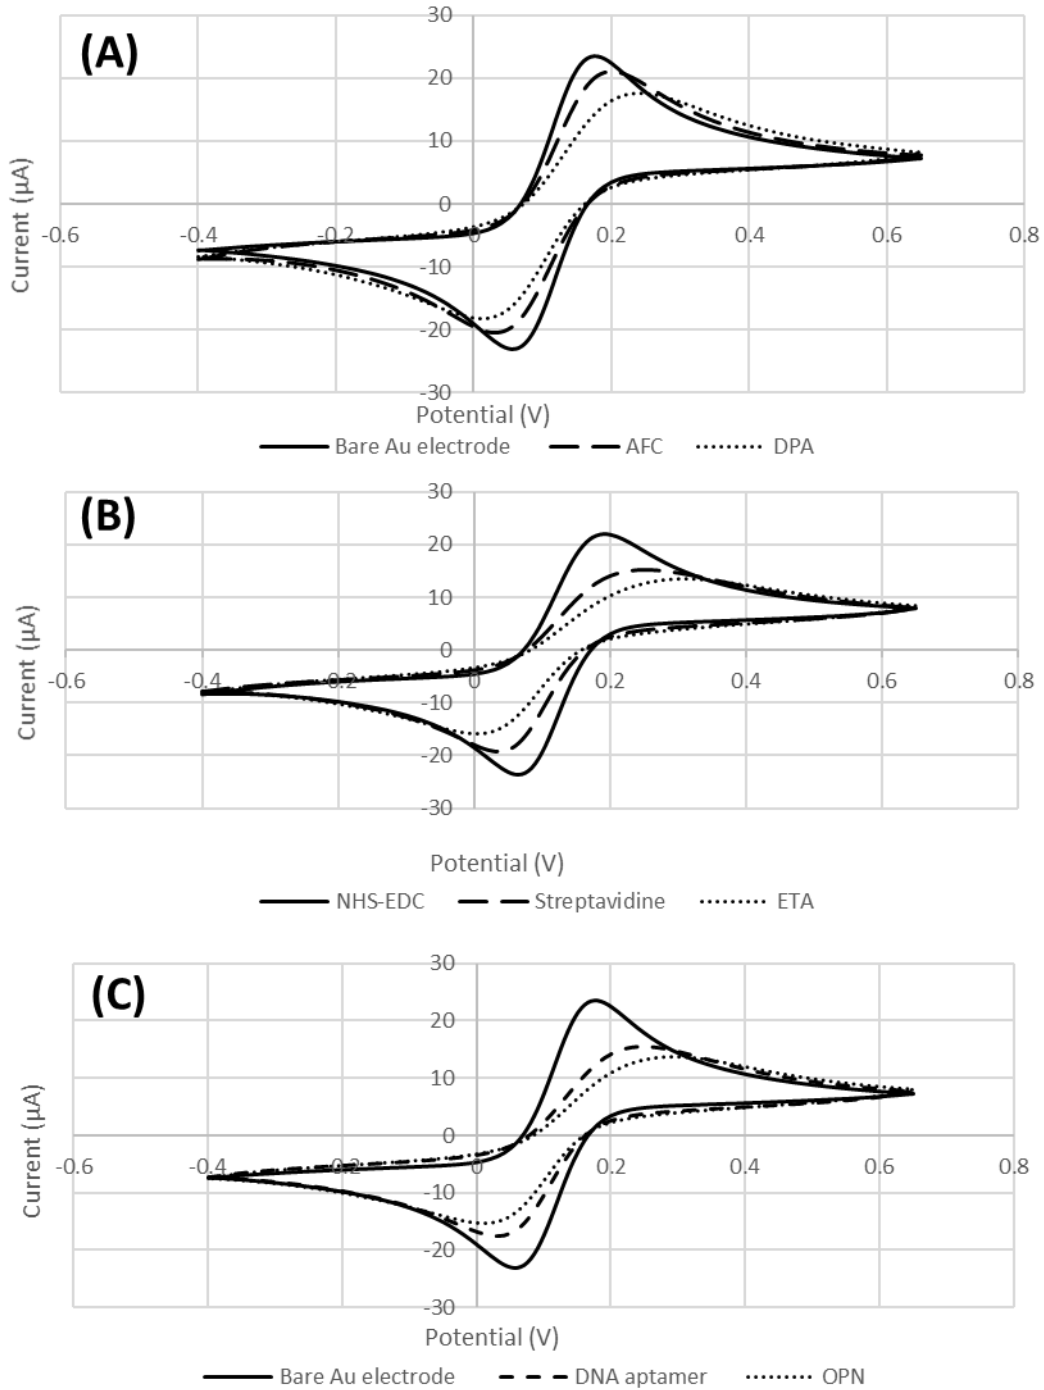 (A)
30
20
10
0
-10
-20
-30
-0.6 -0.4 -0.2 0 0.2 0.4 0.6 0.8
Current (µA)
Potential (V)
Bare Au electrode AFC DPA
(B)
30
20
10
0
-10
-20
-30
-0.6 -0.4 -0.2 0 0.2 0.4 0.6 0.8
Current (µA)
Potential (V)
NHS-EDC Streptavidine ETA
(C)
30
20
10
0
-10
-20
-30
-0.6 -0.4 -0.2 0 0.2 0.4 0.6 0.8
Current (µA)
Potential (V)
Bare Au electrode DNA aptamer OPN